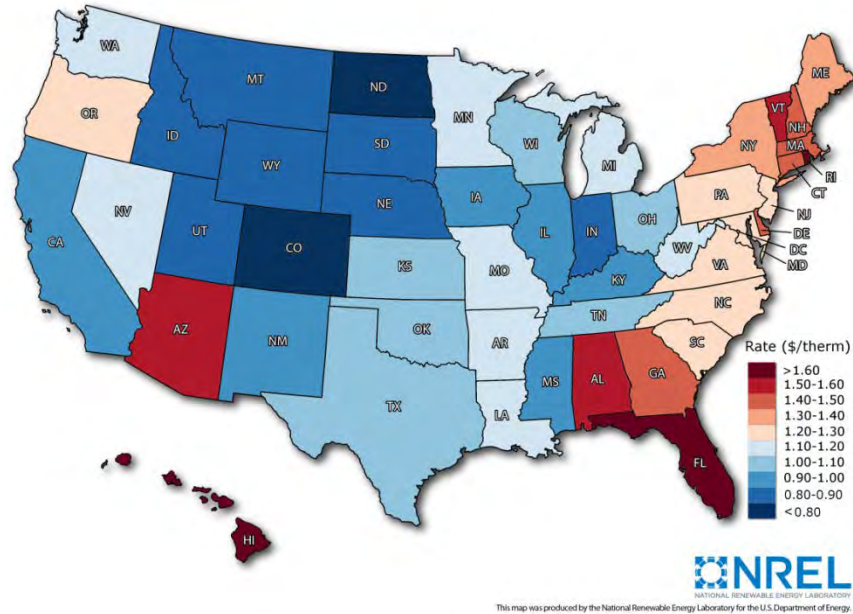 WA
MT
ND
MN
ME
VT
NH
OR
ID
SD
WI
MI
NY
MA
RI
CT
WY
IA
PA
NJ
NV
NE
IL
IN
OH
DE
DC
MD
UT
CO
CA
KS
MO
WV
VA
KY
NC
AZ
NM
OK
TN
AR
SC
MS
AL
GA
TX
LA
FL
HI
Rate ($/therm)
>1.60
1.50-1.60
1.40-1.50
1.30-1.40
1.20-1.30
1.10-1.20
1.00-1.10
0.90-1.00
0.80-0.90
<0.80
NREL
NATIONAL RENEWABLE ENERGY LABORATORY
This map was produced by the National Renewable Energy Laboratory for the U.S. Department of Energy.